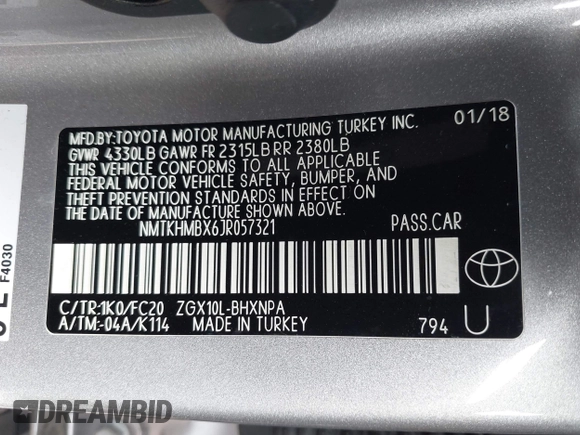 01/18
MFD.BY:TOYOTA MOTOR MANUFACTURING TURKEY INC.
GVWR 4330LB GAWR FR 2315LB RR 2380LB
THIS VEHICLE CONFORMS TO ALL APPLICABLE
FEDERAL MOTOR VEHICLE SAFETY, BUMPER, AND
THEFT PREVENTION STANDARDS IN EFFECT ON
THE DATE OF MANUFACTURE SHOWN ABOVE.
NMTKHMBX6JR057321 PASS.CAR
C/TR:1K0/FC20 ZGX10L-BHXNPA
A/TM:-04A/K114 MADE IN TURKEY 794 U
F4030
DREAMBID